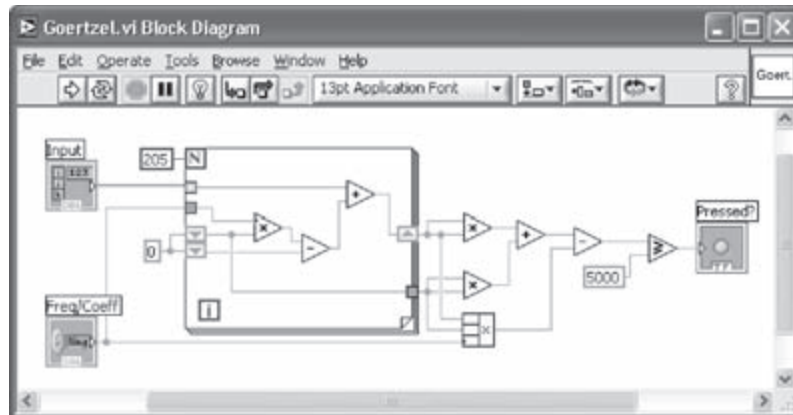 Goertzel.vi Block Diagram
File Edit Operate Tools Browse Window Help
13pt Application Font
Goert.
Input
205 N
0
i
Freq/Coeff
Pressed?
5000
TF